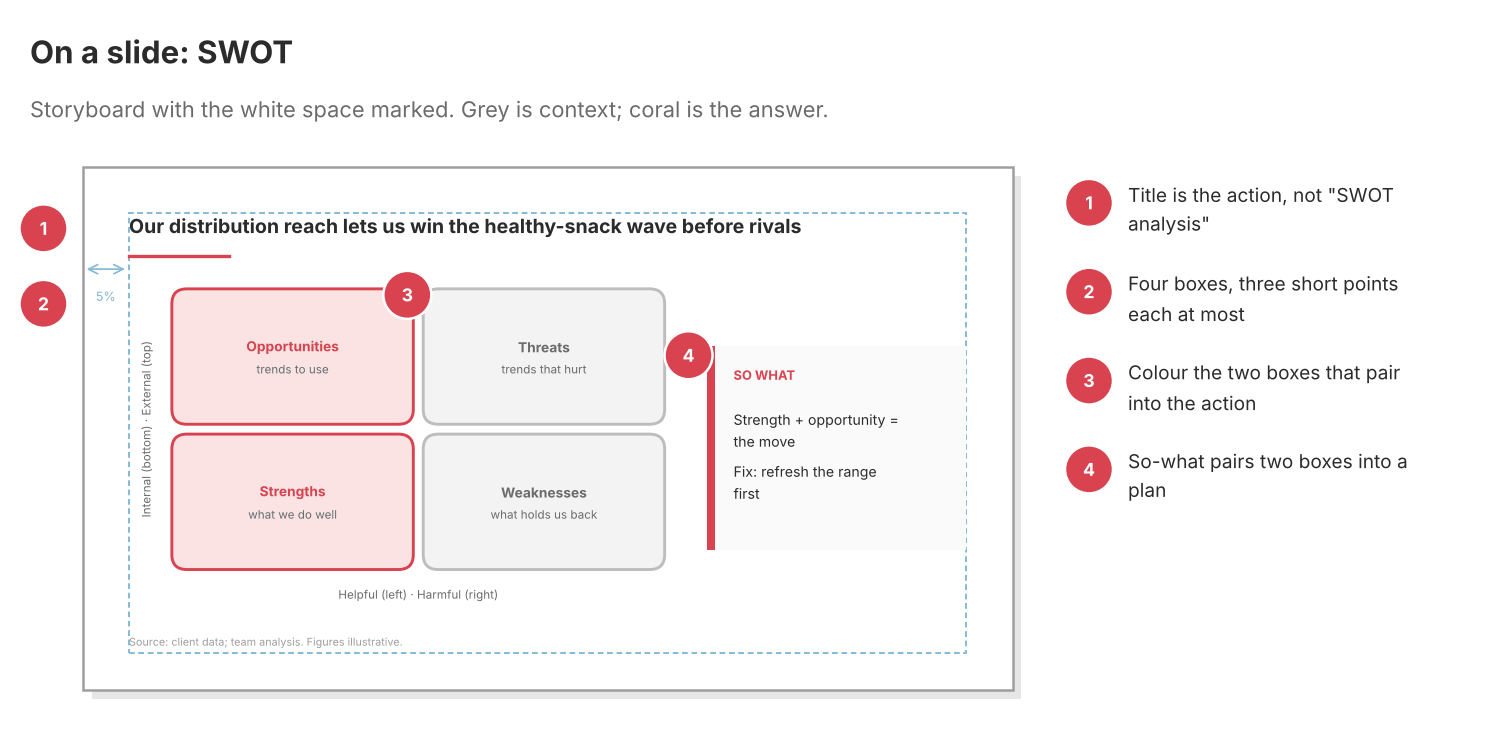 On a slide: SWOT
Storyboard with the white space marked. Grey is context; coral is the answer.
1
2
5%
Our distribution reach lets us win the healthy-snack wave before rivals
3
4
Internal (bottom) · External (top)
Opportunities
trends to use
Threats
trends that hurt
Strengths
what we do well
Weaknesses
what holds us back
Helpful (left) · Harmful (right)
SO WHAT
Strength + opportunity =
the move
Fix: refresh the range
first
Source: client data; team analysis. Figures illustrative.
1
Title is the action, not "SWOT
analysis"
2
Four boxes, three short points
each at most
3
Colour the two boxes that pair
into the action
4
So-what pairs two boxes into a
plan